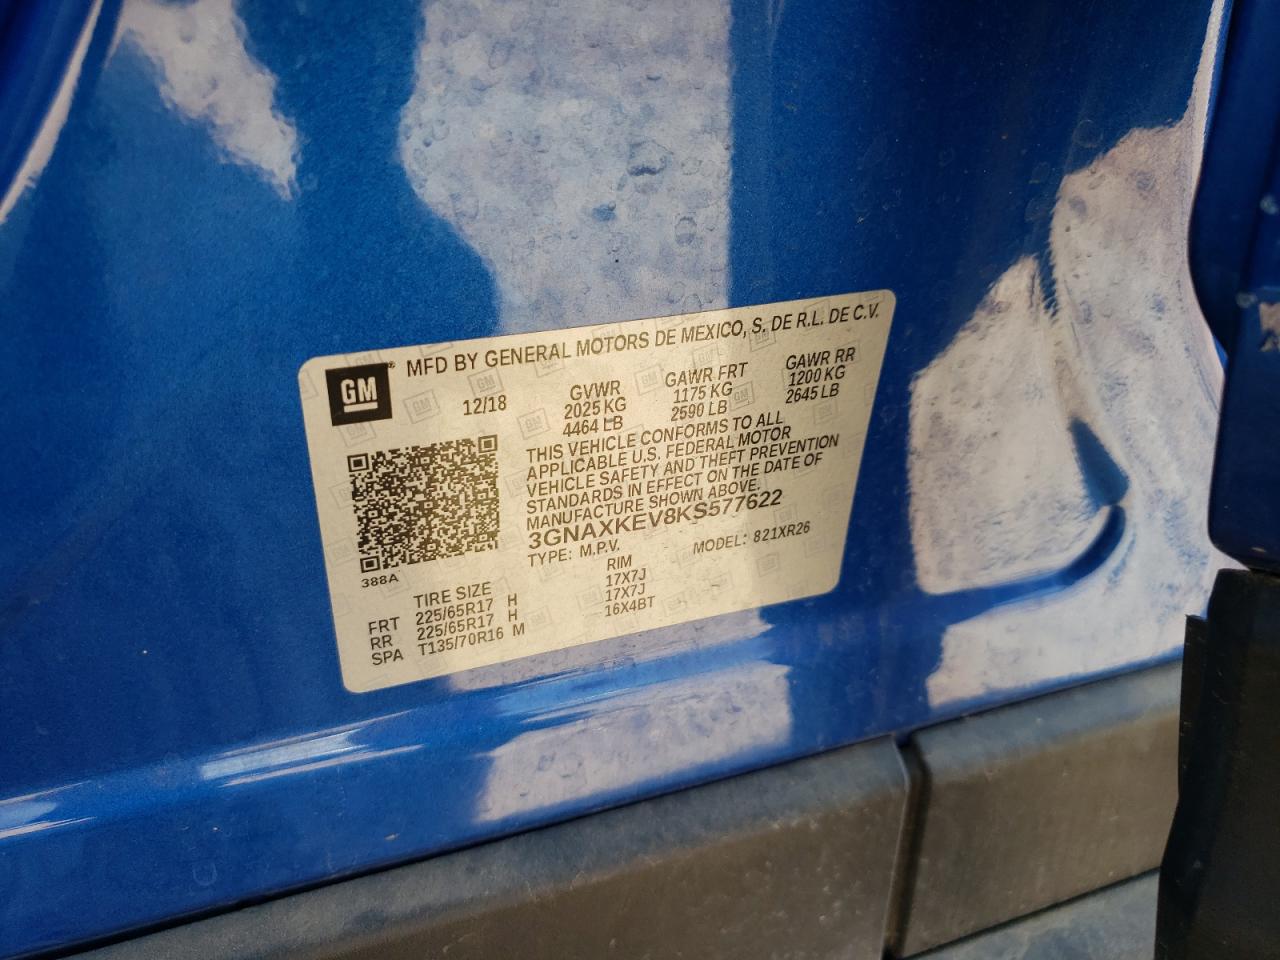 GM
MFD BY GENERAL MOTORS DE MEXICO, S. DE R.L. DE C.V.
12/18
GVWR GAWR FRT GAWR RR
2025 KG 1175 KG 1200 KG
4464 LB 2590 LB 2645 LB
THIS VEHICLE CONFORMS TO ALL
APPLICABLE U.S. FEDERAL MOTOR
VEHICLE SAFETY AND THEFT PREVENTION
STANDARDS IN EFFECT ON THE DATE OF
MANUFACTURE SHOWN ABOVE.
3GNAXKEV8KS577622
TYPE: M.P.V. MODEL: 821XR26
388A
TIRE SIZE RIM
FRT 225/65R17 H 17X7J
RR 225/65R17 H 17X7J
SPA T135/70R16 M 16X4BT